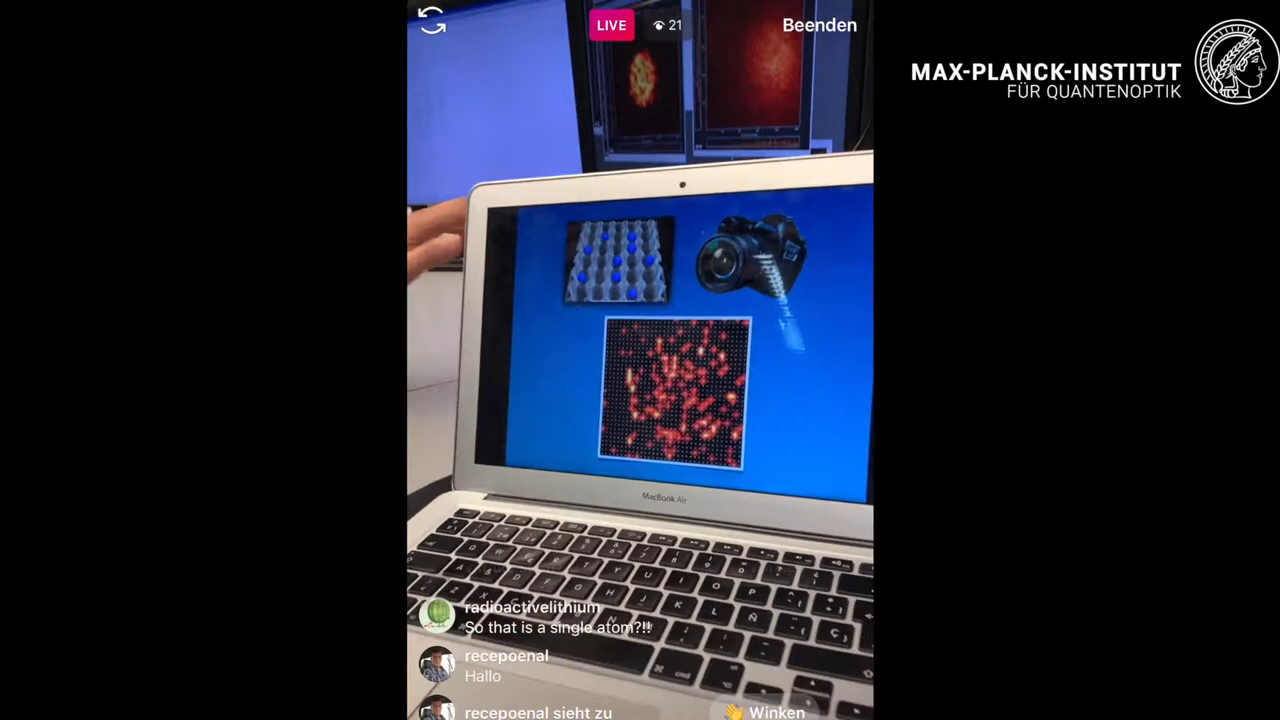 LIVE
21
Beenden
MAX-PLANCK-INSTITUT
FÜR QUANTENOPTIK
MacBook Air
radioactivelithium
So that is a single atom?!!
recepoenal
Hallo
recepoenal sieht zu
👋 Winken